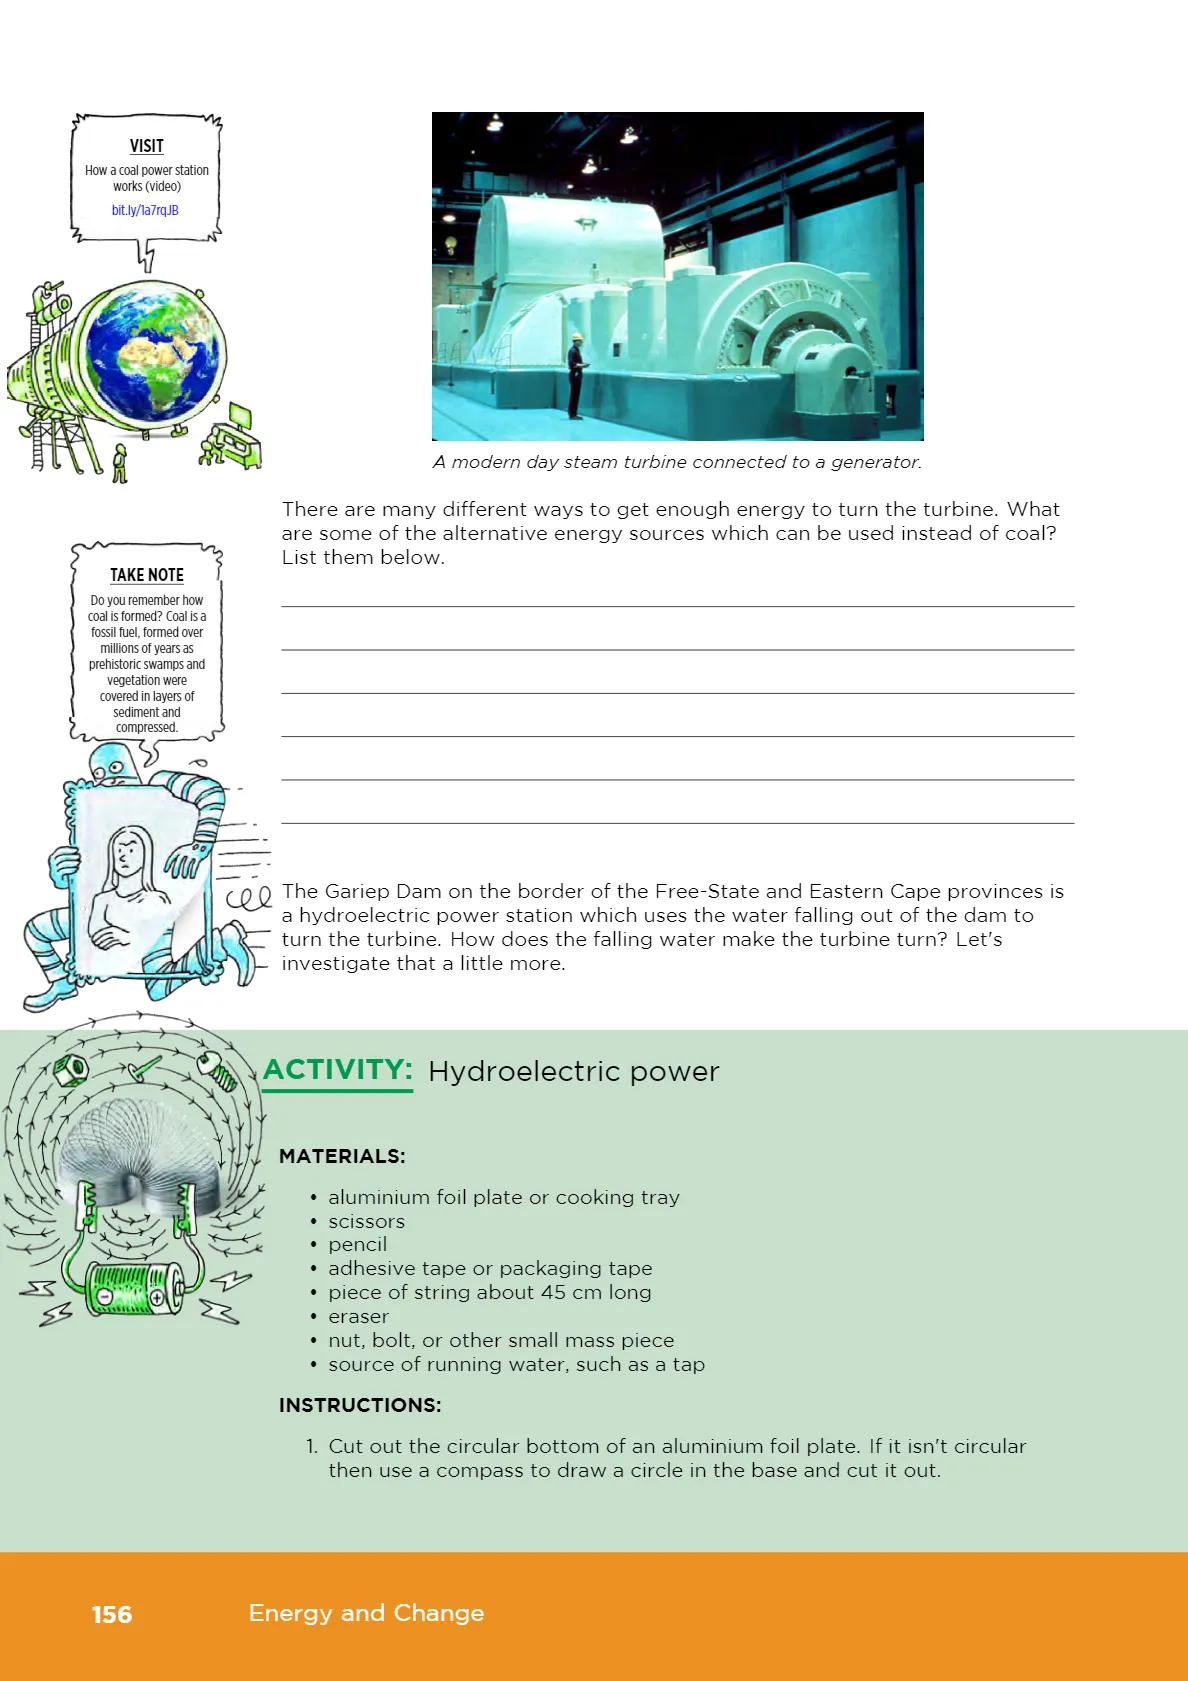 VISIT
How a coal power station
works (video)
bit.ly/1a7rqJB
A modern day steam turbine connected to a generator.
There are many different ways to get enough energy to turn the turbine. What
are some of the alternative energy sources which can be used instead of coal?
List them below.
TAKE NOTE
Do you remember how
coal is formed? Coal is a
fossil fuel, formed over
millions of years as
prehistoric swamps and
vegetation were
covered in layers of
sediment and
compressed.
The Gariep Dam on the border of the Free-State and Eastern Cape provinces is
a hydroelectric power station which uses the water falling out of the dam to
turn the turbine. How does the falling water make the turbine turn? Let's
investigate that a little more.
ACTIVITY: Hydroelectric power
MATERIALS:
• aluminium foil plate or cooking tray
• scissors
• pencil
• adhesive tape or packaging tape
• piece of string about 45 cm long
• eraser
• nut, bolt, or other small mass piece
• source of running water, such as a tap
INSTRUCTIONS:
1. Cut out the circular bottom of an aluminium foil plate. If it isn't circular
then use a compass to draw a circle in the base and cut it out.
156 Energy and Change